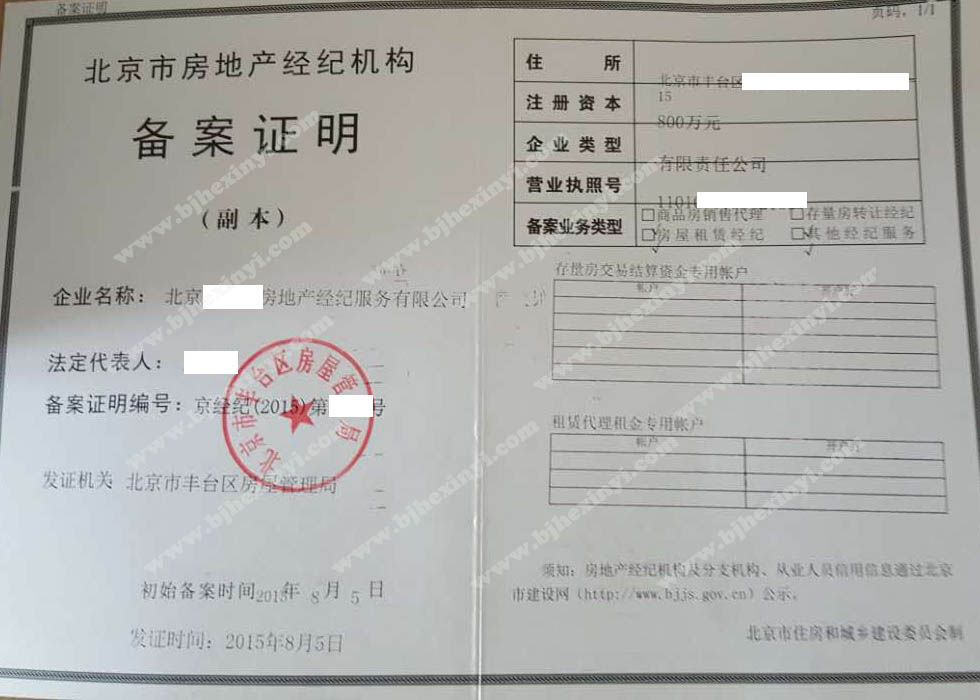 备案证明
页码：1/1
北京市房地产经纪机构
备案证明
（副本）
企业名称： 北京 房地产经纪服务有限公司
法定代表人：
备案证明编号：京经纪(2015)第 号
发证机关 北京市丰台区房屋管理局
初始备案时间2015年 8 月 5 日
发证时间：2015年8月5日
北京市丰台区房屋管理局
住 所 北京市丰台区
15
注册资本 800万元
企业类型 有限责任公司
营业执照号 11010
备案业务类型 □商品房销售代理 □存量房转让经纪
□房屋租赁经纪 □其他经纪服务
存量房交易结算资金专用帐户
帐户 开户行
租赁代理租金专用帐户
帐户 开户行
须知：房地产经纪机构及分支机构、从业人员信用信息通过北京
市建设网（http://www.bjjs.gov.cn）公示。
北京市住房和城乡建设委员会制
www.bjhexinyi.com